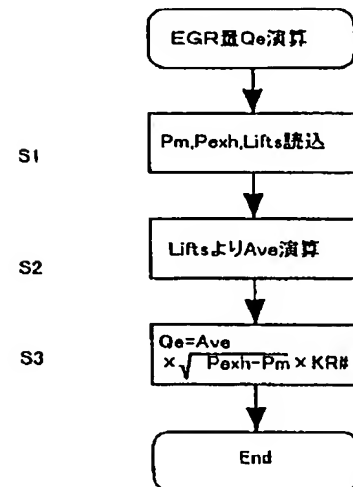 EGR量Qe演算
S1
Pm,Pexh,Lifts読込
S2
LiftsよりAve演算
S3
Qe=Ave
×√Pexh-Pm×KR#
End